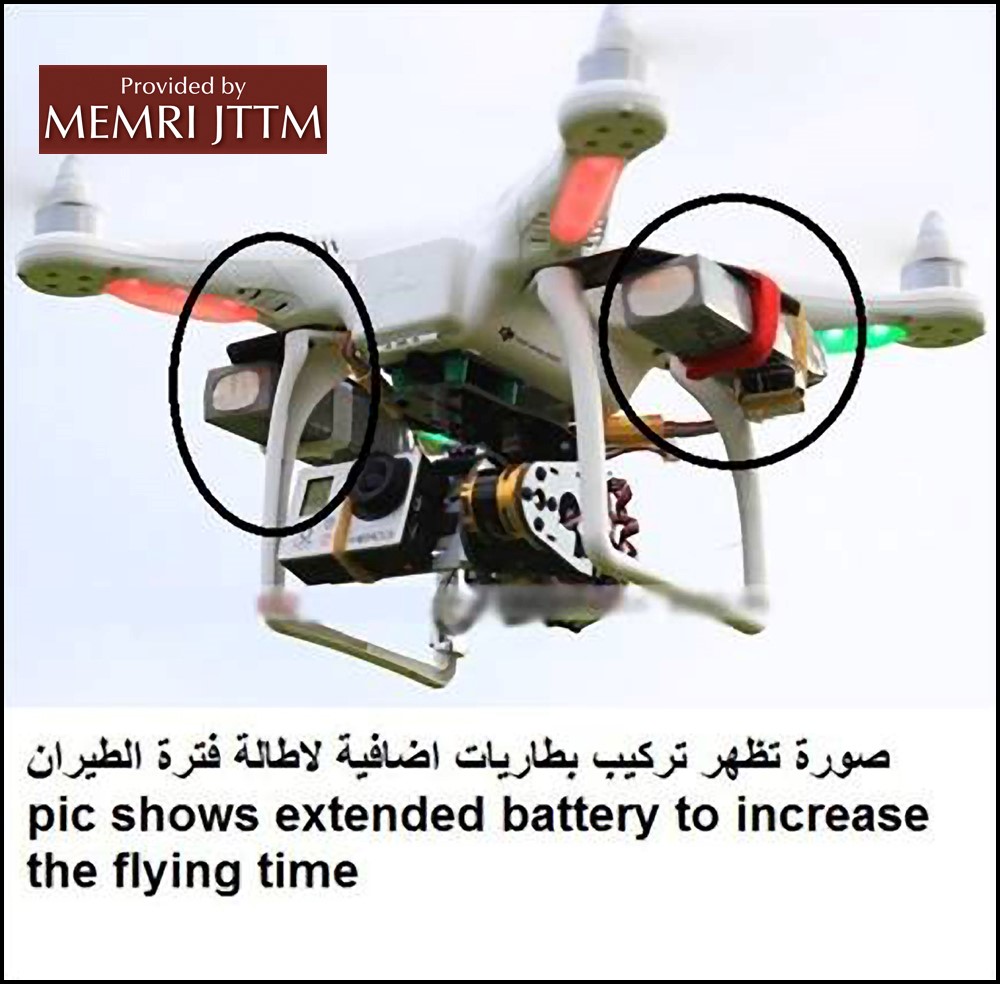 Provided by
MEMRI JTTM
صورة تظهر تركيب بطاريات اضافية لاطالة فترة الطيران
pic shows extended battery to increase
the flying time